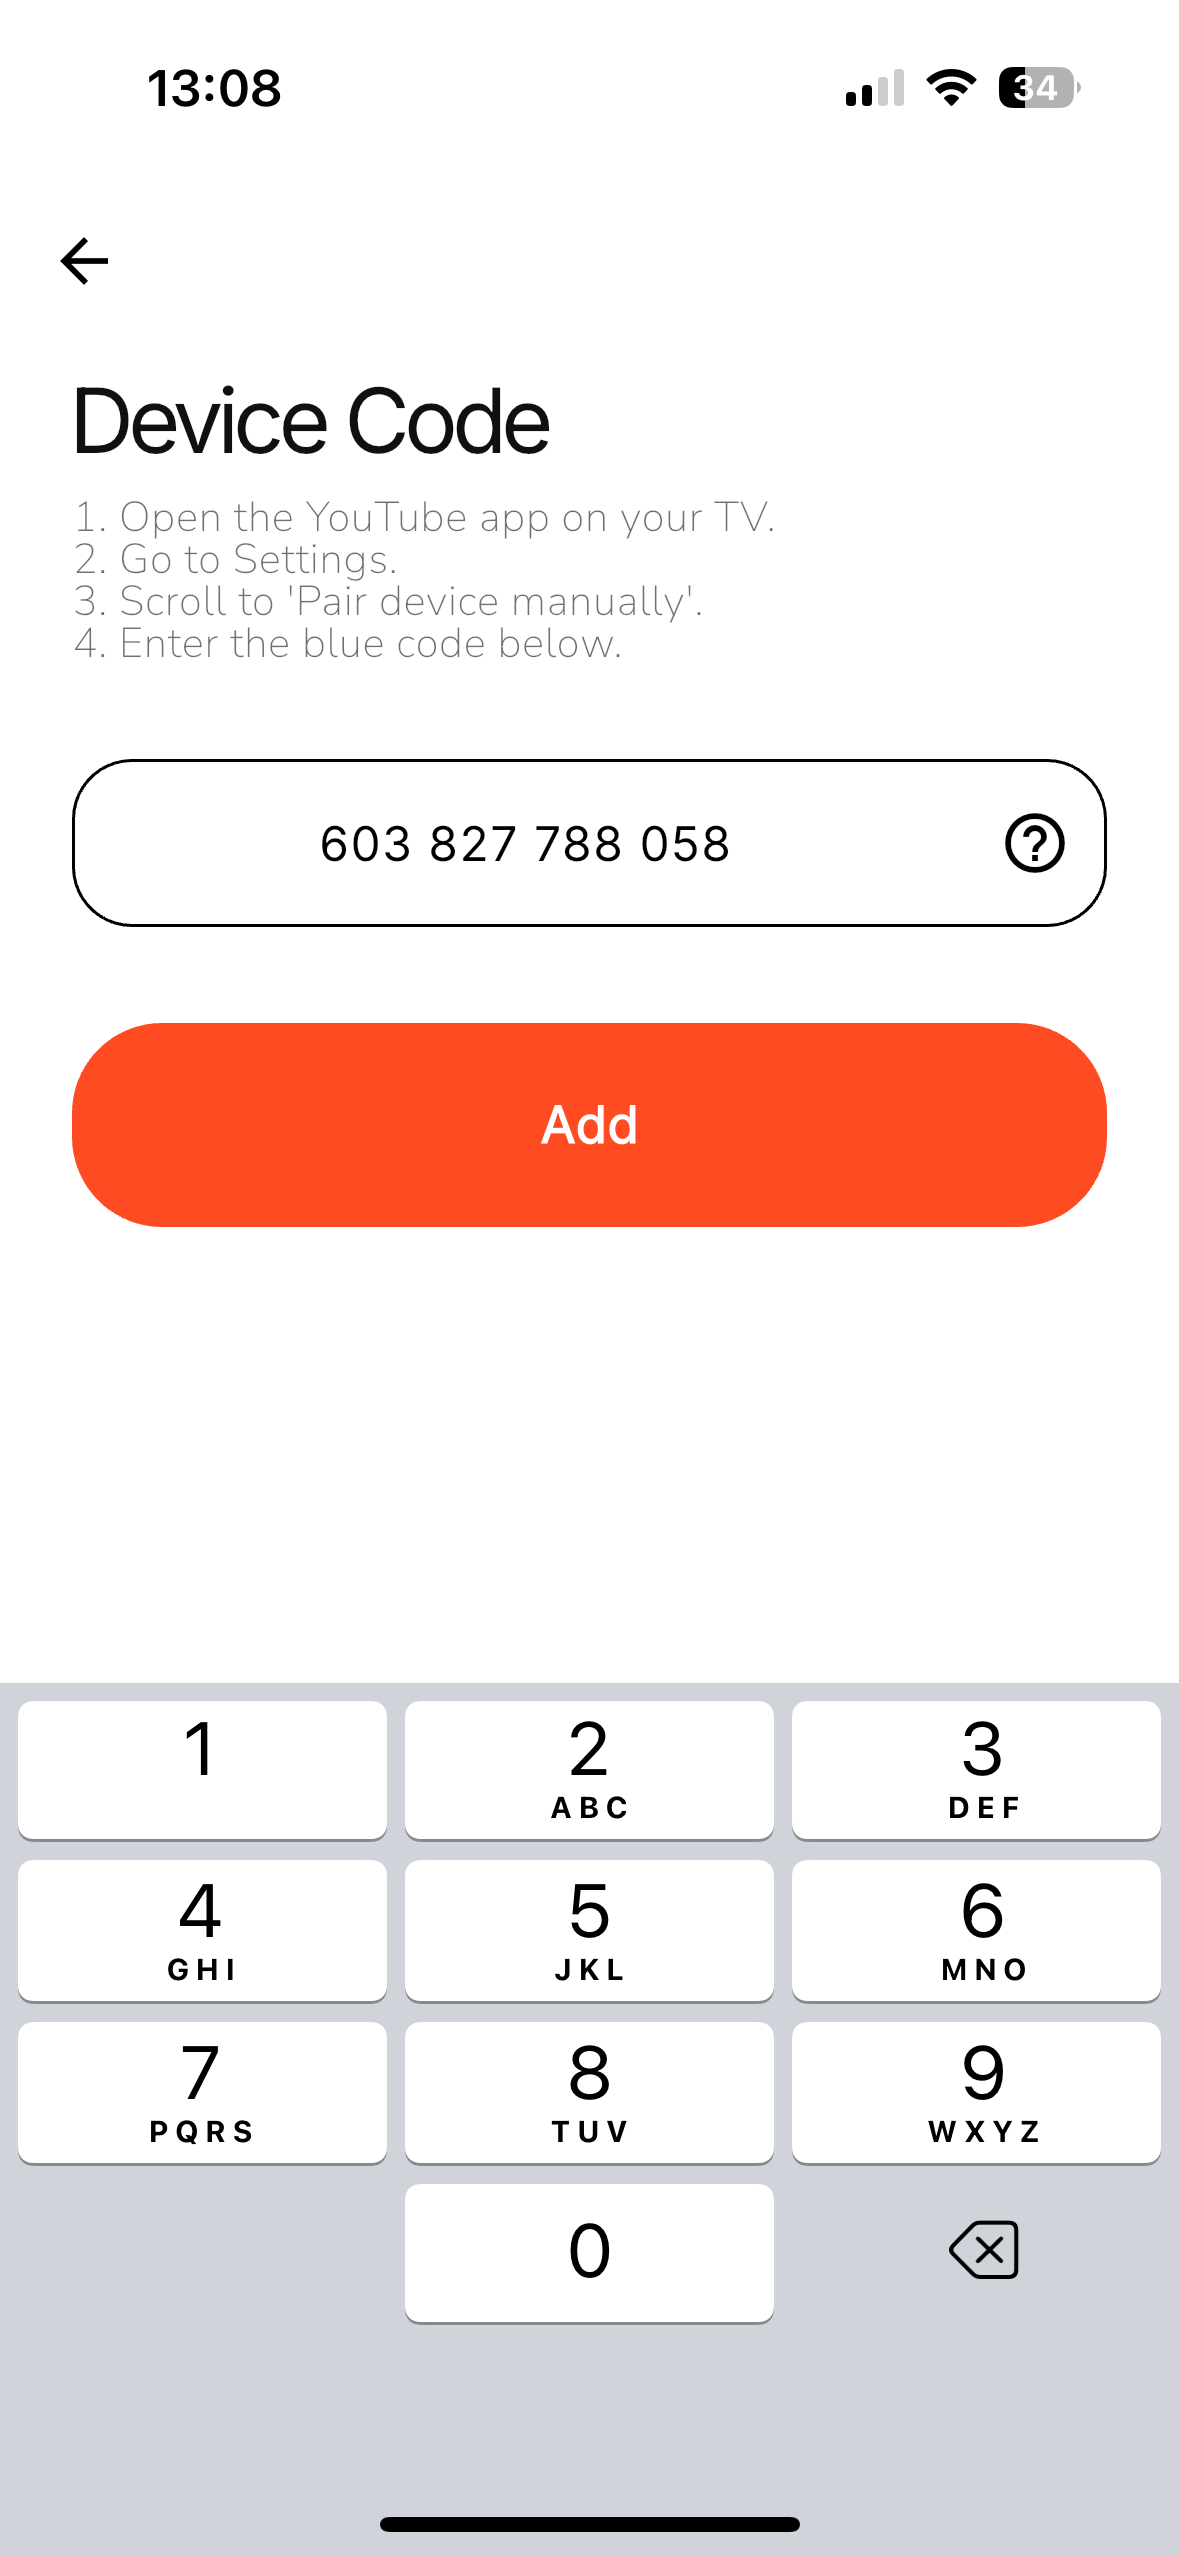 13:08
34
Device Code
1. Open the YouTube app on your TV.
2. Go to Settings.
3. Scroll to 'Pair device manually'.
4. Enter the blue code below.
603 827 788 058
Add
1
2
ABC
3
DEF
4
GHI
5
JKL
6
MNO
7
PQRS
8
TUV
9
WXYZ
0